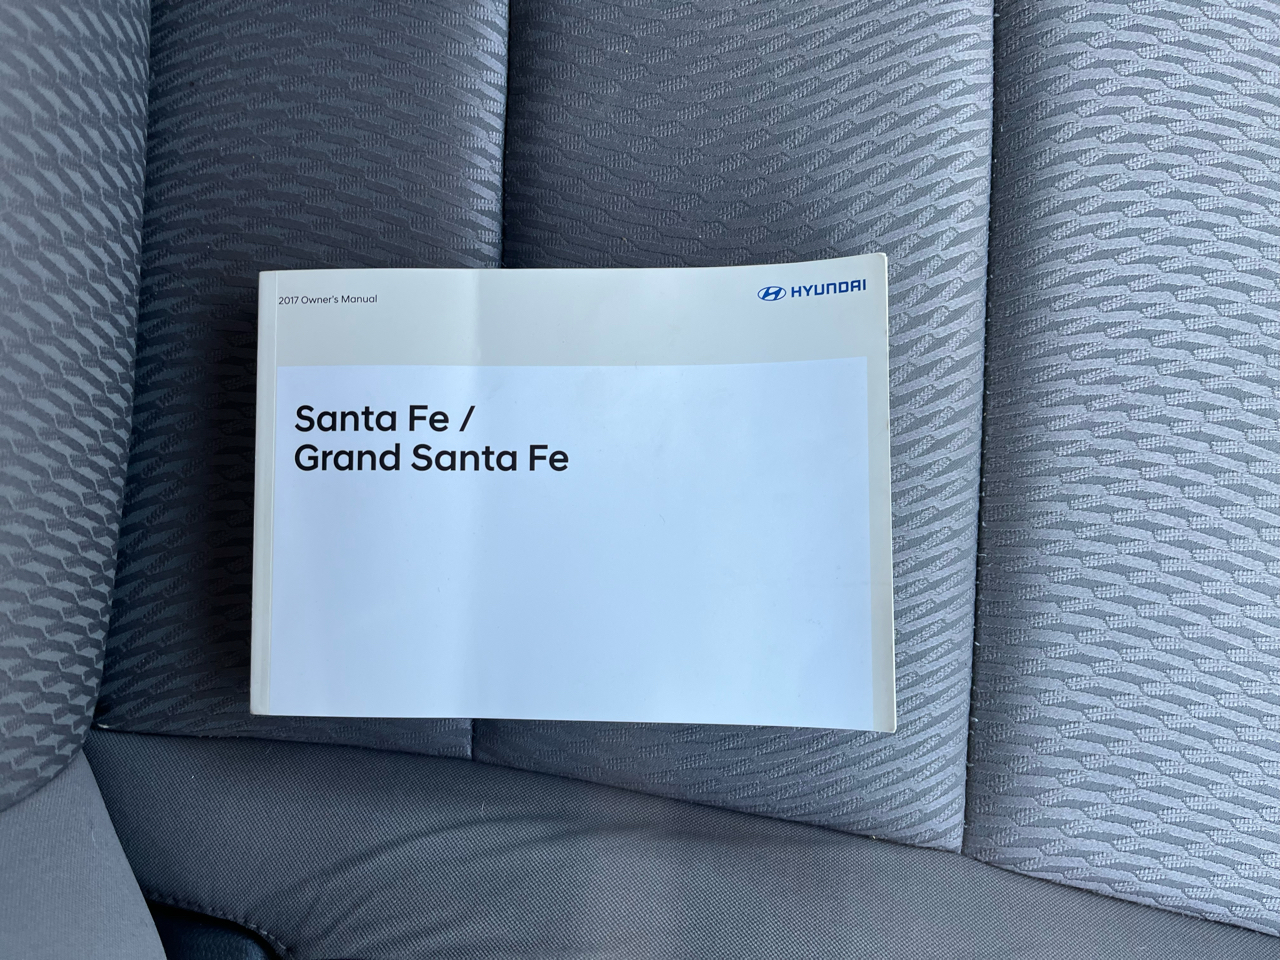 2017 Owner's Manual
HYUNDAI
Santa Fe /
Grand Santa Fe